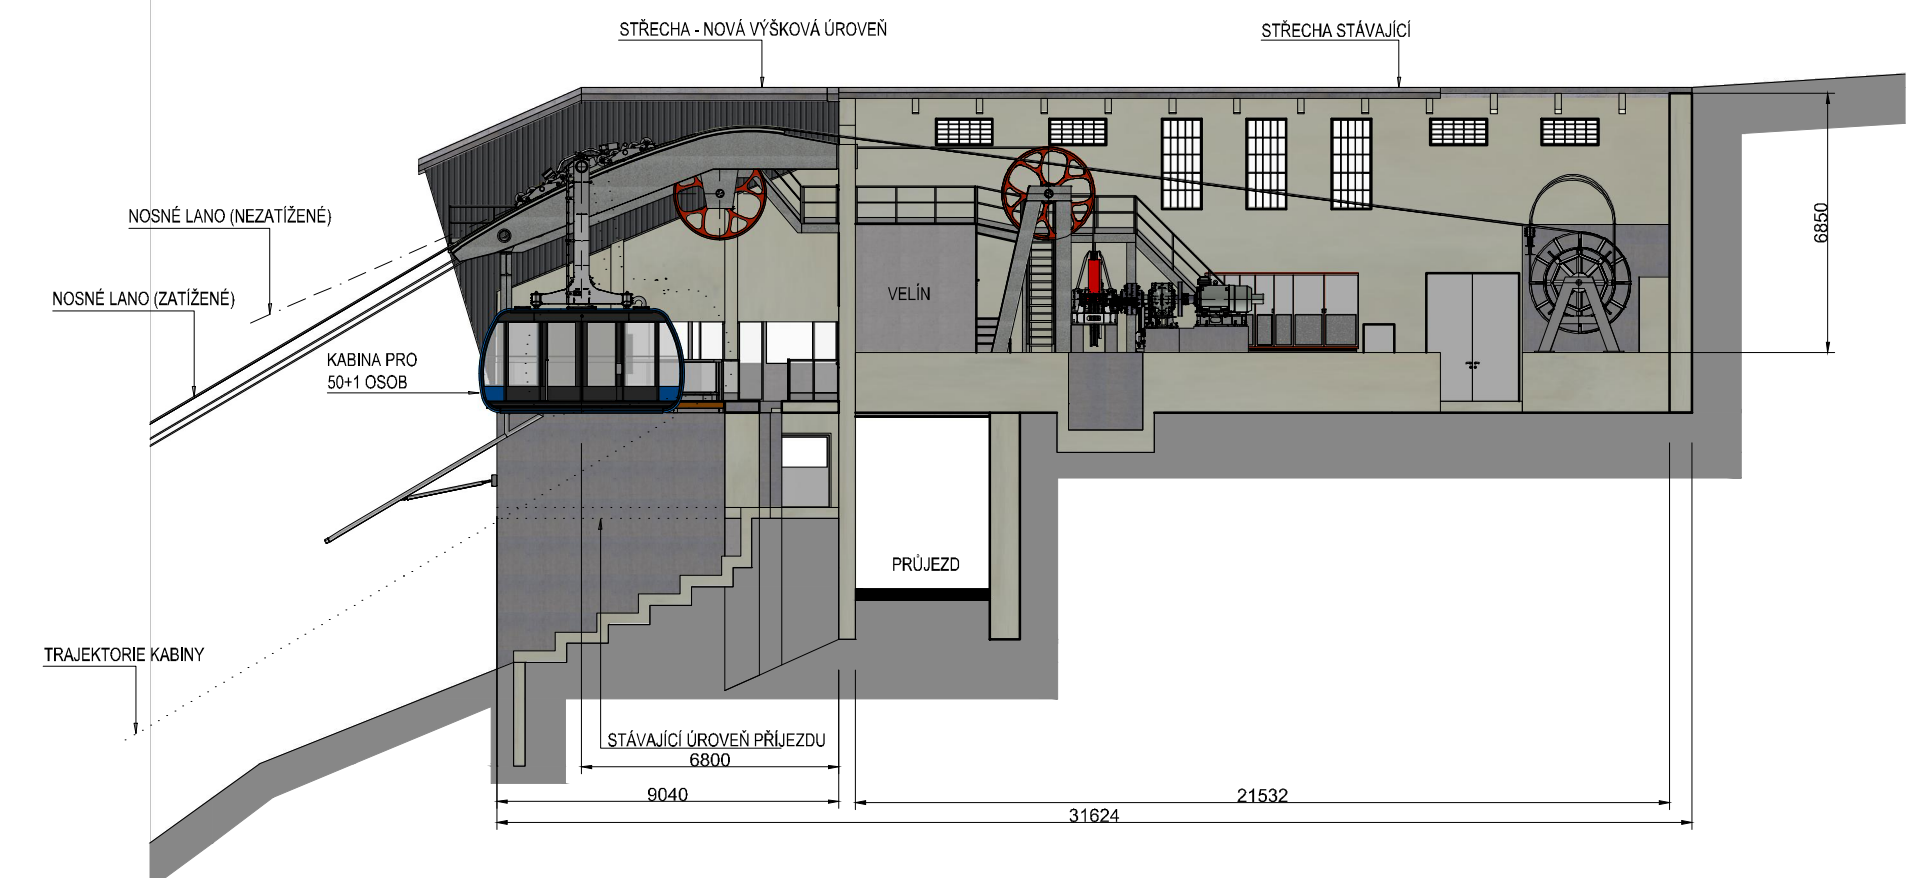 STŘECHA - NOVÁ VÝŠKOVÁ ÚROVEŇ
STŘECHA STÁVAJÍCÍ
NOSNÉ LANO (NEZATÍŽENÉ)
6850
NOSNÉ LANO (ZATÍŽENÉ)
VELÍN
KABINA PRO
50+1 OSOB
PRŮJEZD
TRAJEKTORIE KABINY
STÁVAJÍCÍ ÚROVEŇ PŘÍJEZDU
6800
9040
21532
31624